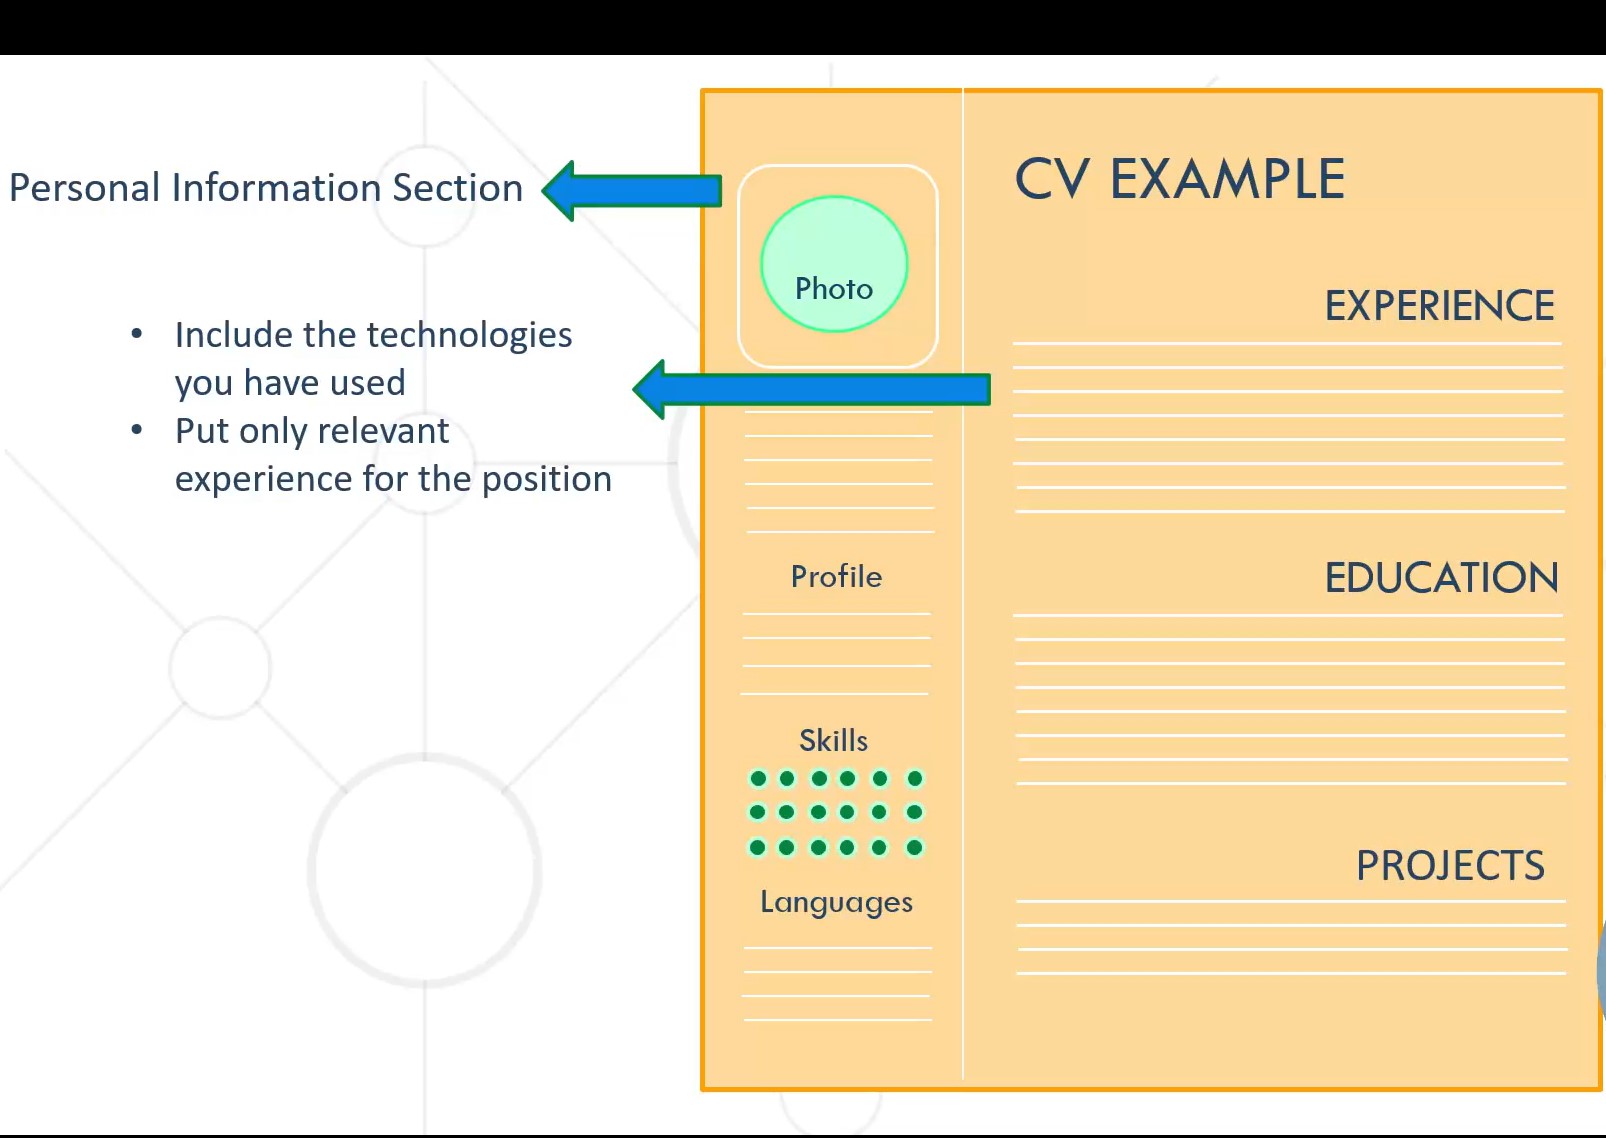 Personal Information Section
• Include the technologies
you have used
• Put only relevant
experience for the position
Photo
Profile
Skills
Languages
CV EXAMPLE
EXPERIENCE
EDUCATION
PROJECTS